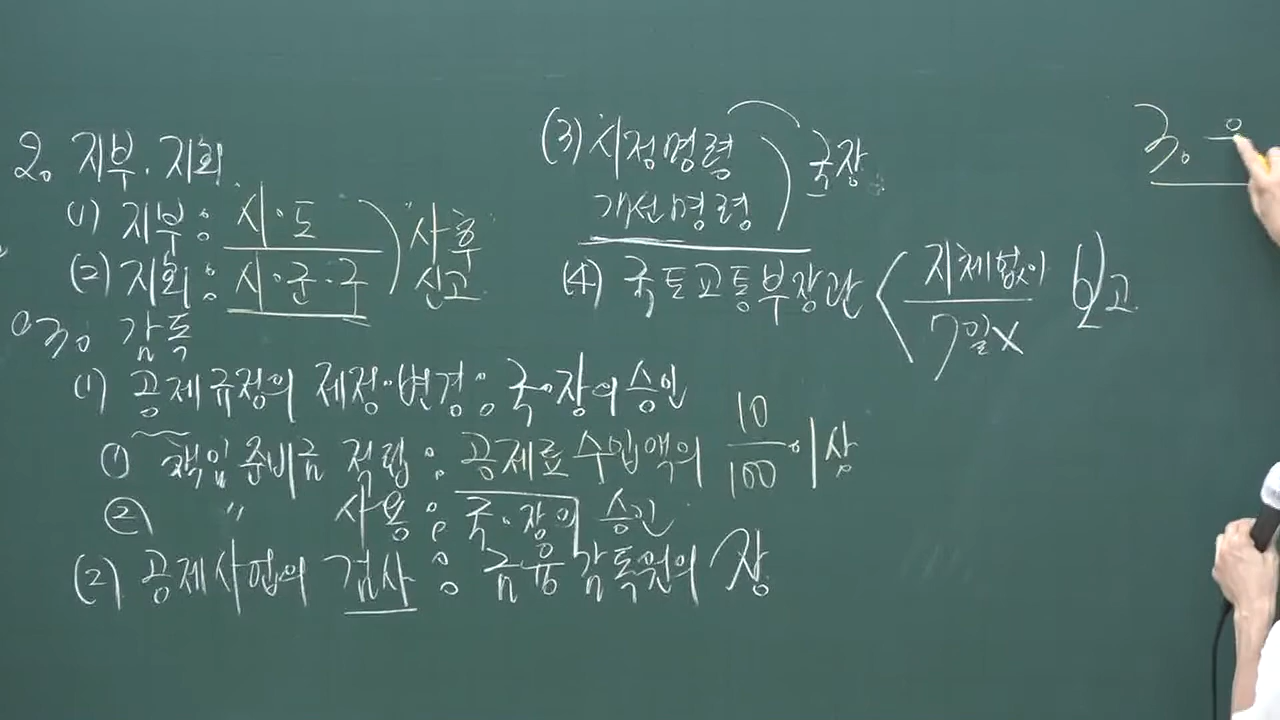 2. 지부·지회
(1) 지부 : 시·도
(2) 지회 : 시·군·구
사후
신고
3. 감독
(1) 공제규정의 제정·변경 : 국·장의 승인
① 책임준비금 적립 : 공제료 수입액의 10/100 이상
② 〃 사용 : 국·장의 승인
(2) 공제사업의 검사 : 금융감독원의 장
(3) 시정명령
개선명령
국장
(4) 국토교통부장관 < 지체없이 보고
7일X
3.